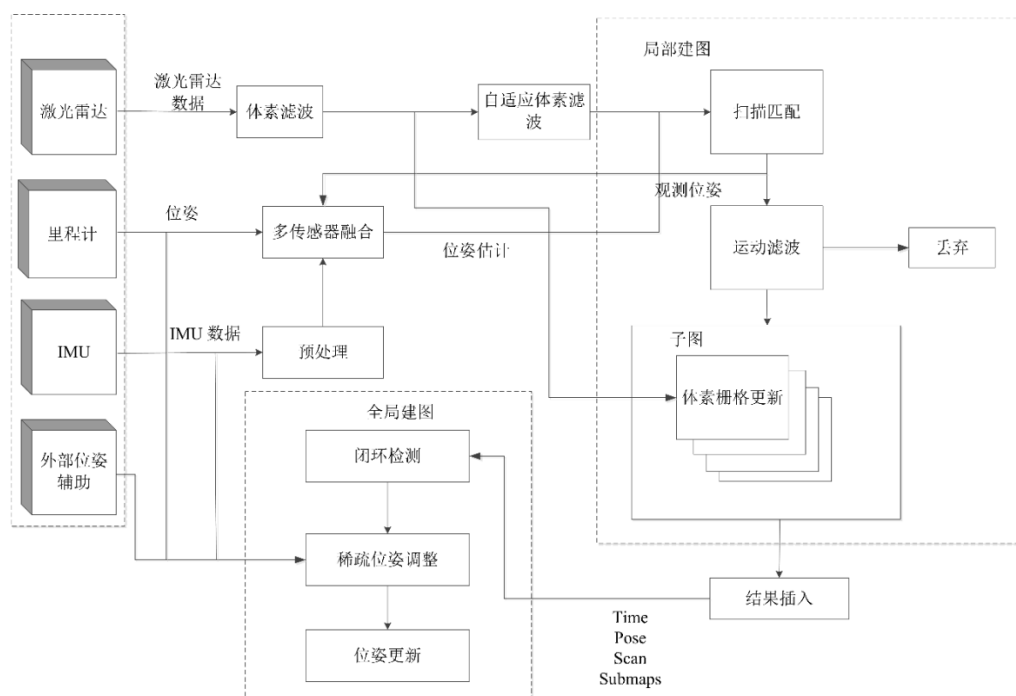 局部建图
激光雷达
激光雷达
数据
体素滤波
自适应体素滤
波
扫描匹配
观测位姿
里程计
位姿
多传感器融合
位姿估计
运动滤波
丢弃
IMU
IMU 数据
预处理
子图
体素栅格更新
全局建图
闭环检测
外部位姿
辅助
稀疏位姿调整
结果插入
位姿更新
Time
Pose
Scan
Submaps